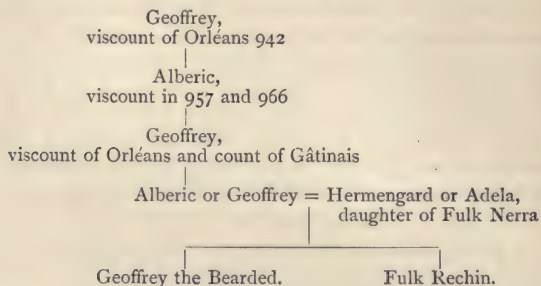 Geoffrey,
viscount of Orléans 942
Alberic,
viscount in 957 and 966
Geoffrey,
viscount of Orléans and count of Gâtinais
Alberic or Geoffrey = Hermengard or Adela,
daughter of Fulk Nerra
Geoffrey the Bearded. Fulk Rechin.